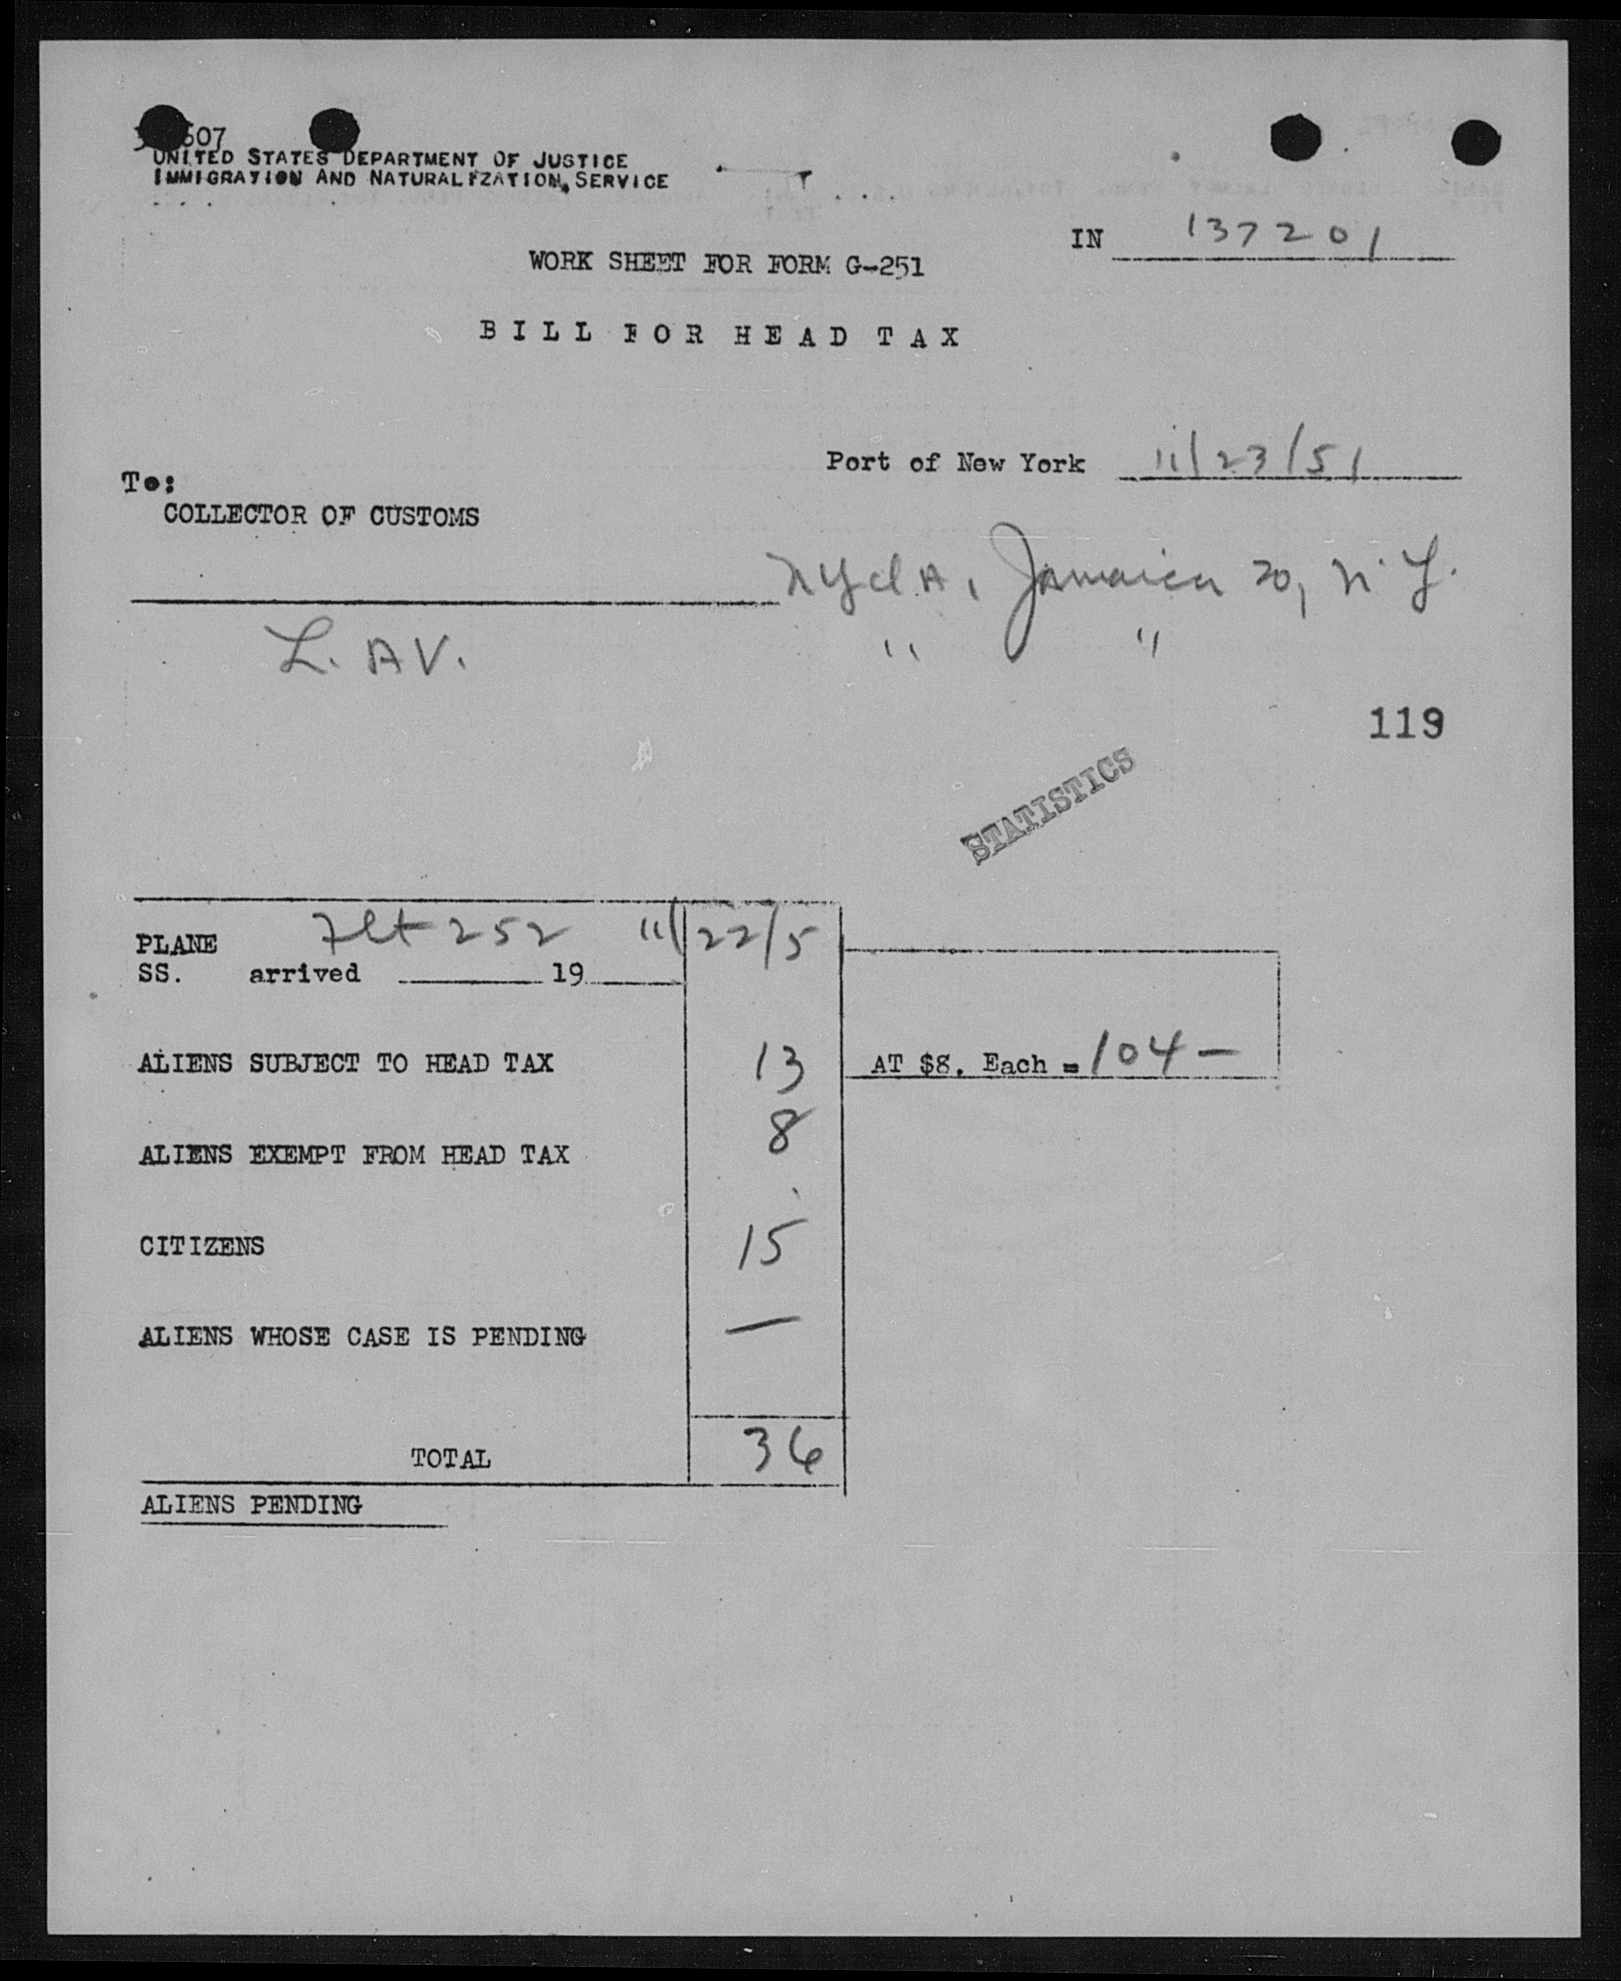 607
UNITED STATES DEPARTMENT OF JUSTICE
IMMIGRATION AND NATURALIZATION SERVICE
IN 137201
WORK SHEET FOR FORM G-251
BILL FOR HEAD TAX
Port of New York 11/23/51
To:
COLLECTOR OF CUSTOMS
Jamaica 20, N.Y.
L. AV. " "
119
STATISTICS
PLANE Flt 252 11/22/5
SS. arrived 19
ALIENS SUBJECT TO HEAD TAX 13 AT $8. Each = 104 —
ALIENS EXEMPT FROM HEAD TAX 8
CITIZENS 15
ALIENS WHOSE CASE IS PENDING —
TOTAL 36
ALIENS PENDING